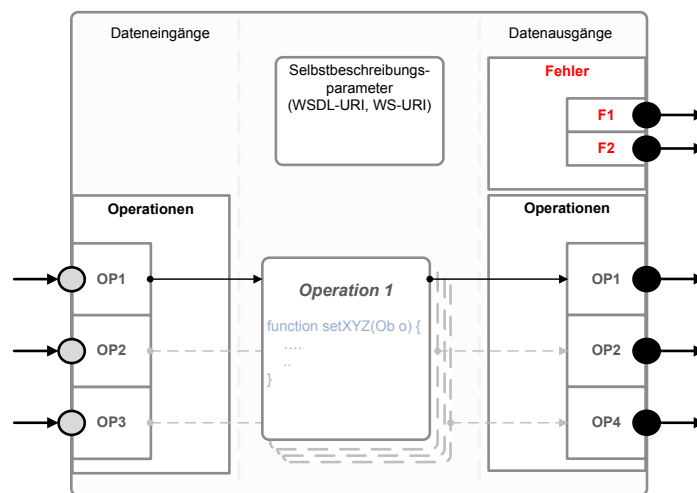 Dateneingänge
Datenausgänge
Selbstbeschreibungs-
parameter
(WSDL-URI, WS-URI)
Fehler
F1
F2
Operationen
OP1
OP2
OP3
Operation 1
function setXYZ(Ob o) {
....
..
}
Operationen
OP1
OP2
OP4